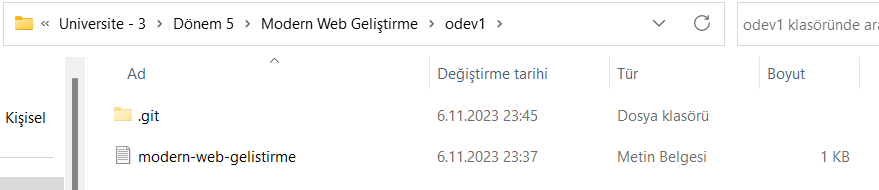 « Universite - 3 > Dönem 5 > Modern Web Geliştirme > odev1 >
odev1 klasöründe ara
Ad Değiştirme tarihi Tür Boyut
Kişisel
.git 6.11.2023 23:45 Dosya klasörü
modern-web-gelistirme 6.11.2023 23:37 Metin Belgesi 1 KB